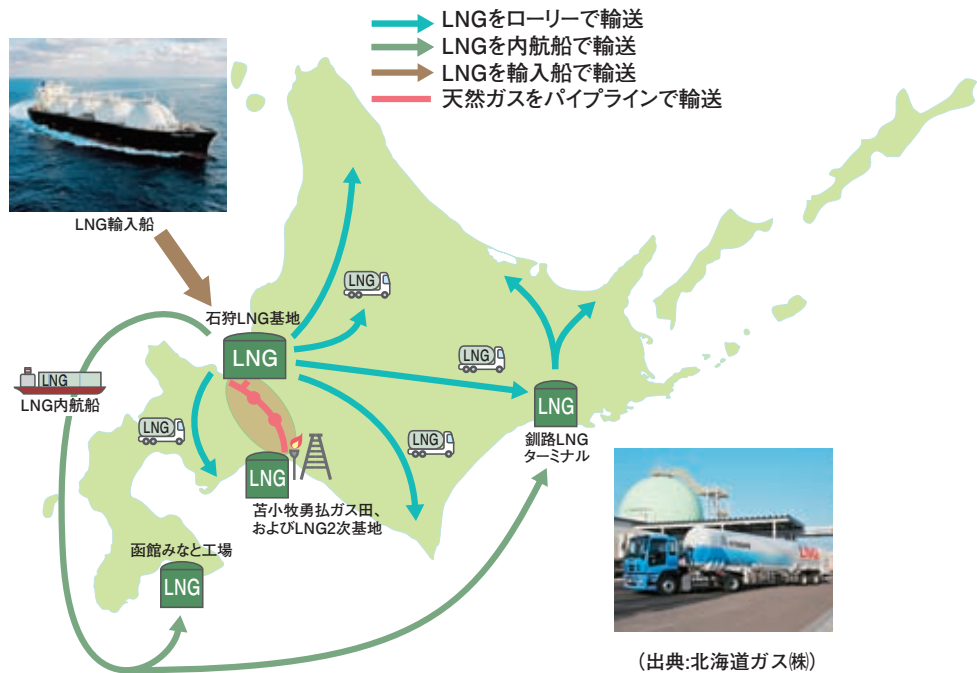 LNGをローリーで輸送
LNGを内航船で輸送
LNGを輸入船で輸送
天然ガスをパイプラインで輸送
LNG輸入船
LNG
石狩LNG基地
LNG
LNG
LNG
LNG内航船
LNG
LNG
LNG
釧路LNG
ターミナル
LNG
苫小牧勇払ガス田、
およびLNG2次基地
函館みなと工場
LNG
LNG
(出典:北海道ガス㈱)